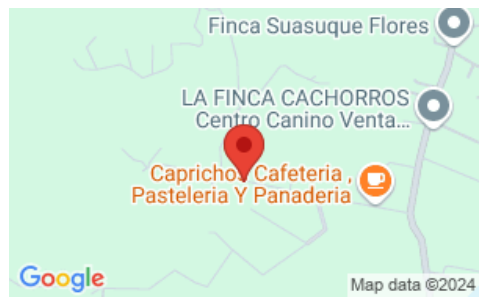 Finca Suasuque Flores
LA FINCA CACHORROS
Centro Canino Venta...
Caprichos Cafeteria ,
Pasteleria Y Panaderia
Google
Map data ©2024